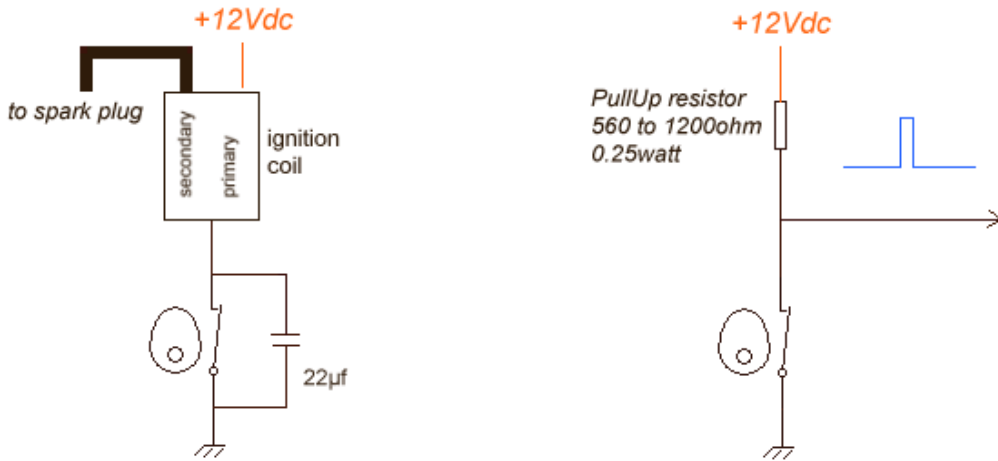 +12Vdc
to spark plug
secondary
primary
ignition
coil
22µf
+12Vdc
PullUp resistor
560 to 1200ohm
0.25watt